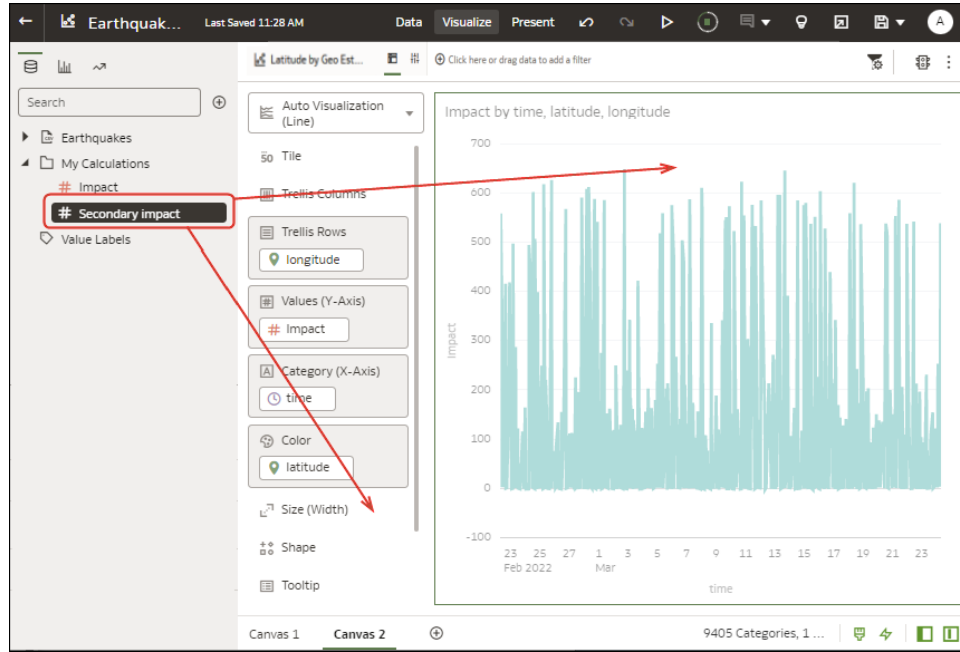 Earthquak... Last Saved 11:28 AM Data Visualize Present A
Latitude by Geo Est... Click here or drag data to add a filter
Search
Earthquakes
My Calculations
# Impact
# Secondary impact
Value Labels
Auto Visualization
(Line)
50 Tile
Trellis Columns
Trellis Rows
longitude
# Values (Y-Axis)
# Impact
A Category (X-Axis)
time
Color
latitude
Size (Width)
Shape
Tooltip
Impact by time, latitude, longitude
700
600
500
400
300
200
100
0
-100
Impact
23 25 27 1 3 5 7 9 11 13 15 17 19 21 23
Feb 2022 Mar
time
Canvas 1 Canvas 2 9405 Categories, 1 ...